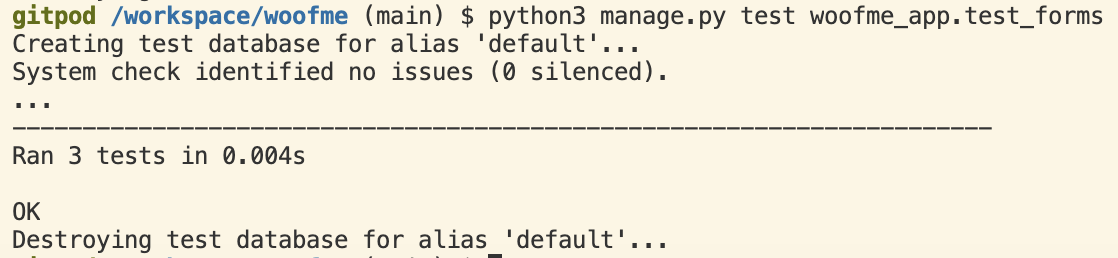 gitpod /workspace/woofme (main) $ python3 manage.py test woofme_app.test_forms
Creating test database for alias 'default'...
System check identified no issues (0 silenced).
...
----------------------------------------------------------------------
Ran 3 tests in 0.004s
OK
Destroying test database for alias 'default'...